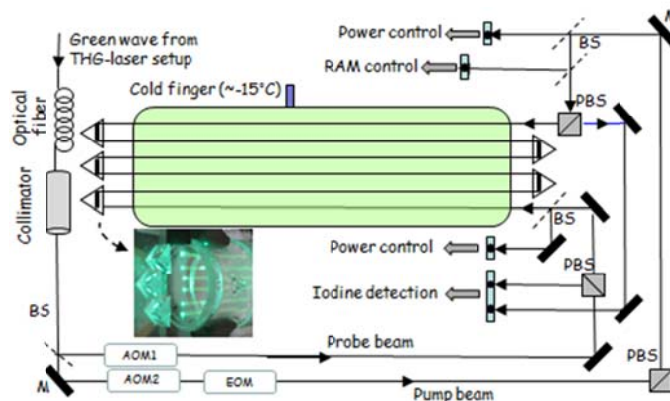 Green wave from
THG-laser setup
Power control
M
BS
RAM control
PBS
Cold finger (~-15°C)
Optical
fiber
Collimator
BS
Power control
PBS
Iodine detection
BS
Probe beam
AOM1
PBS
M
AOM2
EOM
Pump beam